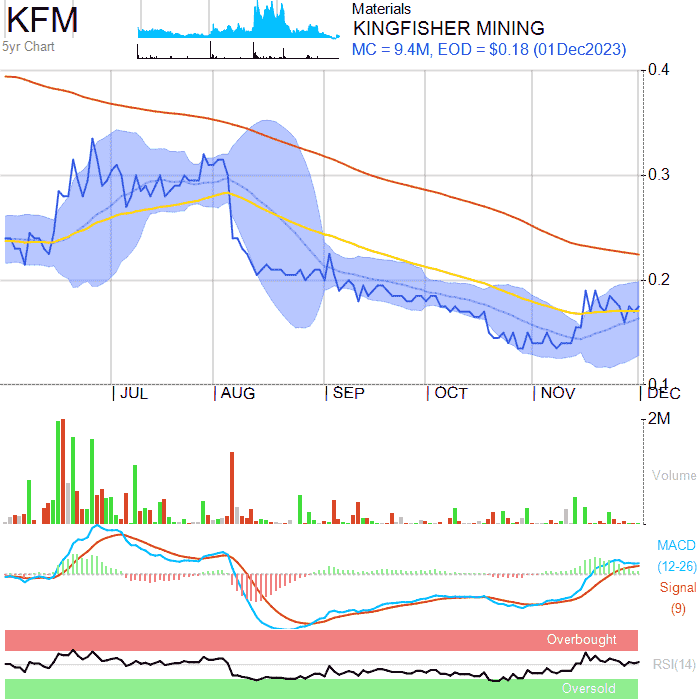 KFM
5yr Chart
Materials
KINGFISHER MINING
MC = 9.4M, EOD = $0.18 (01Dec2023)
0.4
0.3
0.2
0.1
JUL AUG SEP OCT NOV DEC
2M
Volume
MACD
(12-26)
Signal
(9)
Overbought
RSI(14)
Oversold